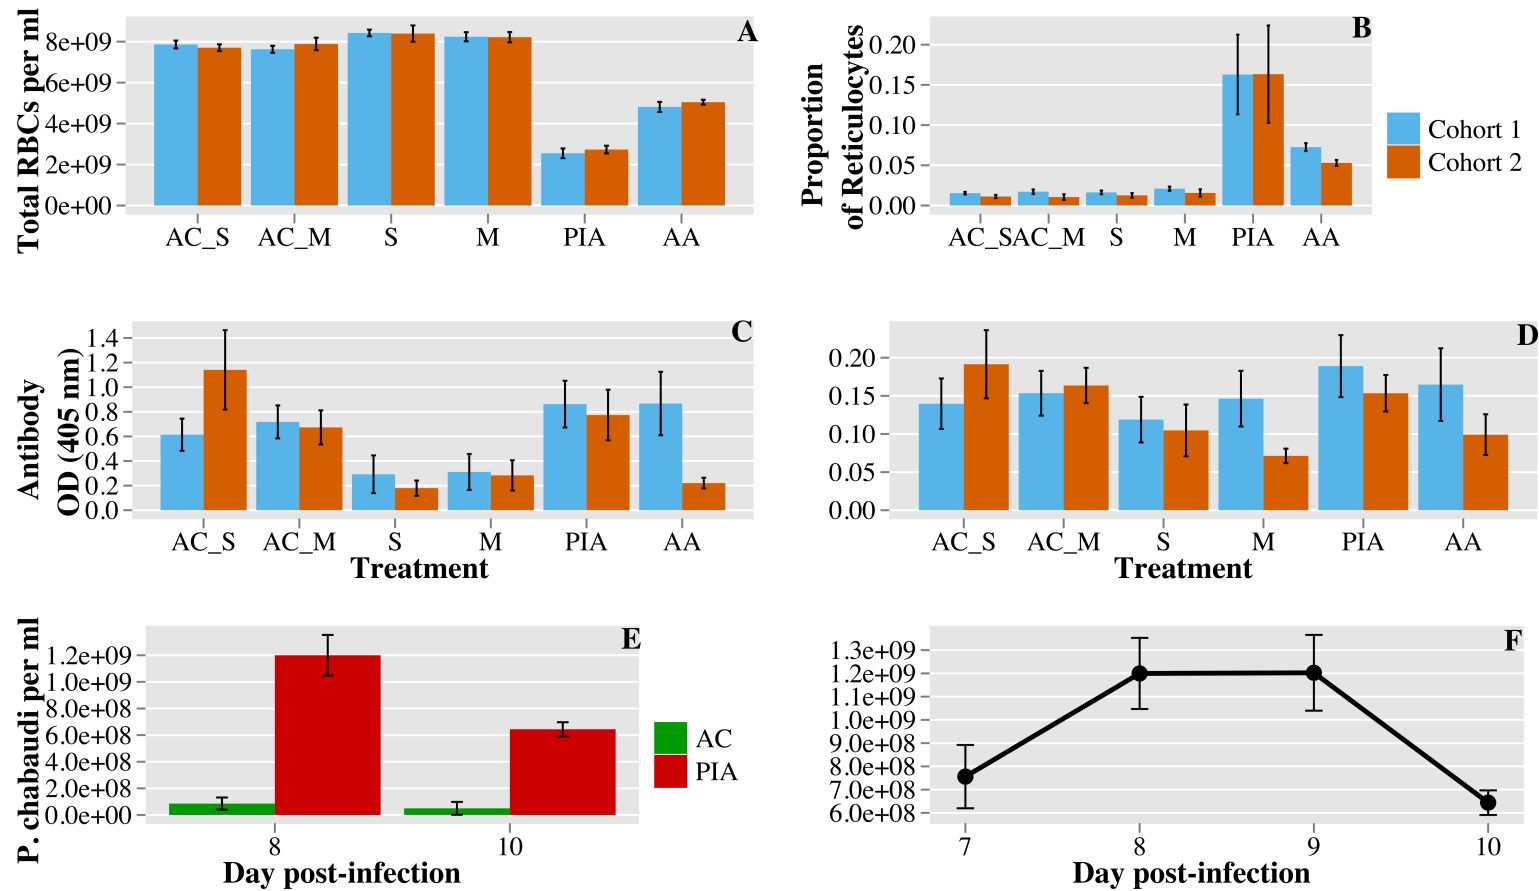 A
Total RBCs per ml
8e+09
6e+09
4e+09
2e+09
0e+00
AC_S AC_M S M PIA AA
B
Proportion
of Reticulocytes
0.20
0.15
0.10
0.05
0.00
AC_S AC_M S M PIA AA
Cohort 1
Cohort 2
C
Antibody
OD (405 nm)
1.4
1.2
1.0
0.8
0.6
0.4
0.2
0.0
AC_S AC_M S M PIA AA
Treatment
D
0.20
0.15
0.10
0.05
0.00
AC_S AC_M S M PIA AA
Treatment
E
P. chabaudi per ml
1.2e+09
1.0e+09
8.0e+08
6.0e+08
4.0e+08
2.0e+08
0.0e+00
8 10
Day post-infection
AC
PIA
F
1.3e+09
1.2e+09
1.1e+09
1.0e+09
9.0e+08
8.0e+08
7.0e+08
6.0e+08
7 8 9 10
Day post-infection